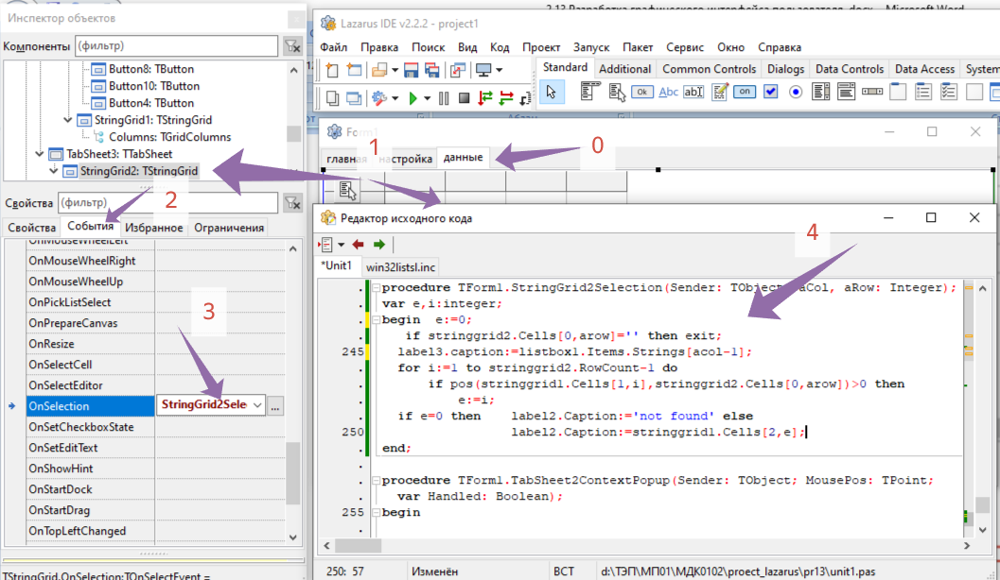 2.13 Разработка графического интерфейса пользователя .docx - Microsoft Word
Инспектор объектов
Компоненты (фильтр)
Button8: TButton
Button10: TButton
Button4: TButton
StringGrid1: TStringGrid
Columns: TGridColumns
TabSheet3: TTabSheet
StringGrid2: TStringGrid
Свойства (фильтр)
2
Свойства События Избранное Ограничения
OnMouseWheelLeft
OnMouseWheelRight
OnMouseWheelUp
OnPickListSelect
OnPrepareCanvas
OnResize
OnSelectCell
OnSelectEditor
OnSelection StringGrid2Sele ...
OnSetCheckboxState
OnSetEditText
OnShowHint
OnStartDock
OnStartDrag
OnTopLeftChanged
3
TStringGrid.OnSelection:TOnSelectEvent =
Lazarus IDE v2.2.2 - project1
Файл Правка Поиск Вид Код Проект Запуск Пакет Сервис Окно Справка
Standard Additional Common Controls Dialogs Data Controls Data Access System
Ok Abc abI on
Form1
1
0
главная настройка данные
Редактор исходного кода
4
*Unit1 win32listsl.inc
procedure TForm1.StringGrid2Selection(Sender: TObject; aCol, aRow: Integer);
var e,i:integer;
begin e:=0;
if stringgrid2.Cells[0,arow]='' then exit;
245 label3.caption:=listbox1.Items.Strings[acol-1];
for i:=1 to stringgrid2.RowCount-1 do
if pos(stringgrid1.Cells[1,i],stringgrid2.Cells[0,arow])>0 then
e:=i;
if e=0 then label2.Caption:='not found' else
250 label2.Caption:=stringgrid1.Cells[2,e];
end;
procedure TForm1.TabSheet2ContextPopup(Sender: TObject; MousePos: TPoint;
var Handled: Boolean);
255 begin
250: 57 Изменён ВСТ d:\ТЭП\МП01\МДК0102\proect_lazarus\pr13\unit1.pas